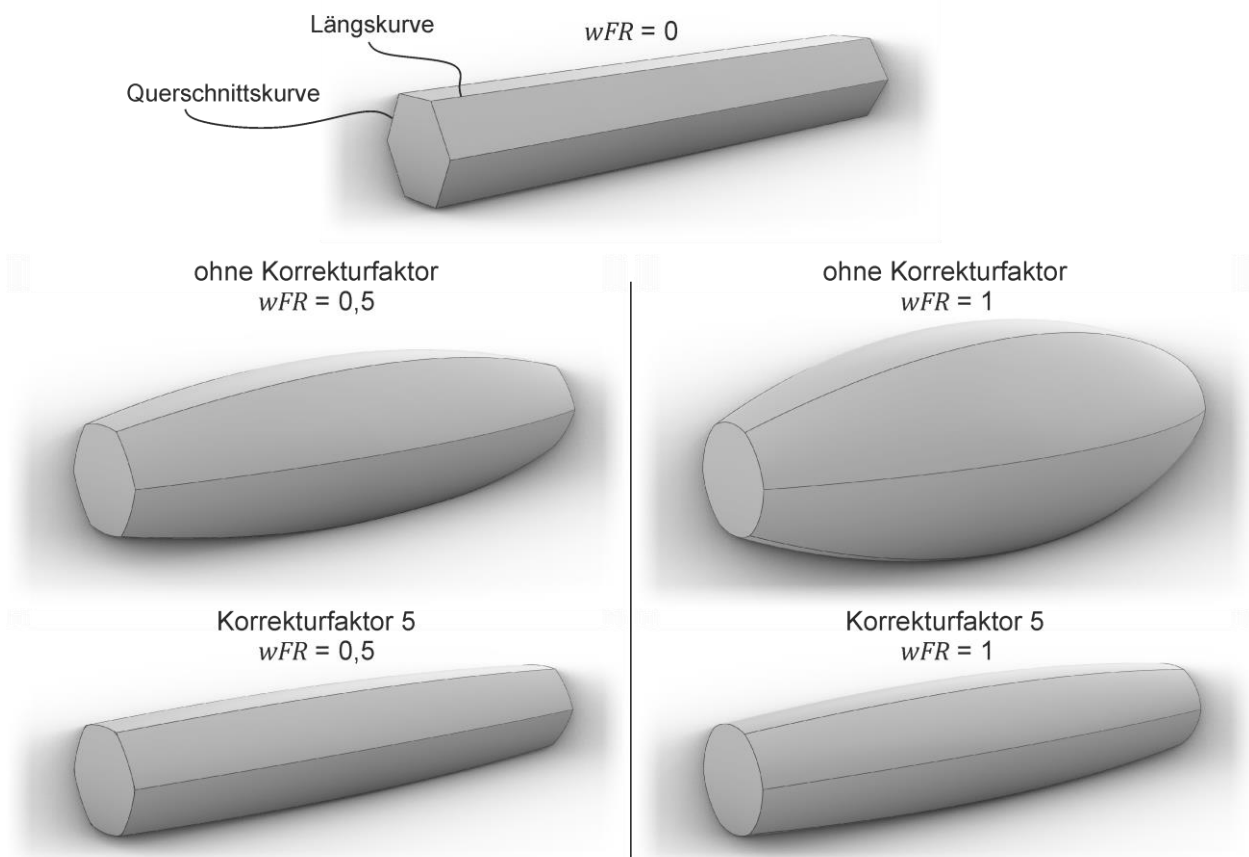 Längskurve
wFR = 0
Querschnittskurve
ohne Korrekturfaktor
wFR = 0,5
ohne Korrekturfaktor
wFR = 1
Korrekturfaktor 5
wFR = 0,5
Korrekturfaktor 5
wFR = 1